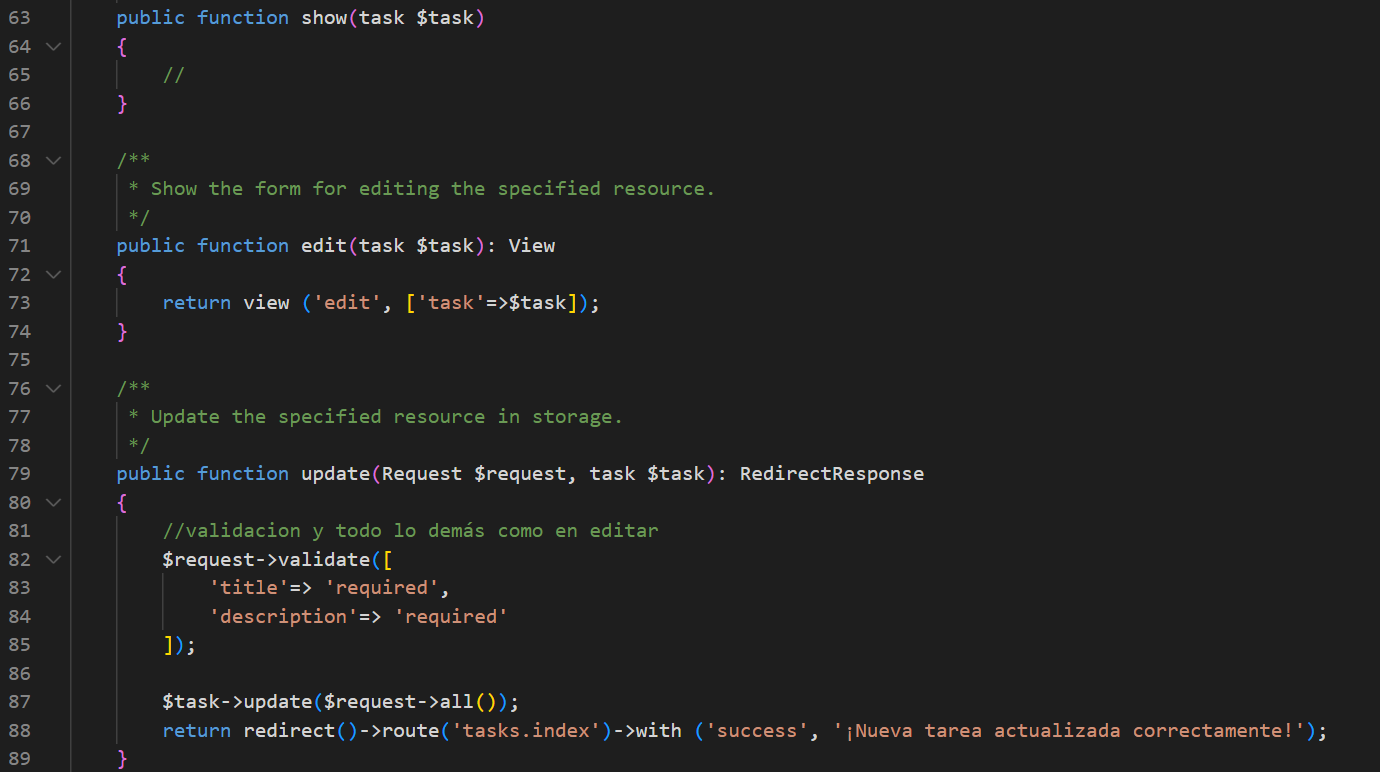 63 public function show(task $task)
64 {
65 //
66 }
67
68 /**
69 * Show the form for editing the specified resource.
70 */
71 public function edit(task $task): View
72 {
73 return view ('edit', ['task'=>$task]);
74 }
75
76 /**
77 * Update the specified resource in storage.
78 */
79 public function update(Request $request, task $task): RedirectResponse
80 {
81 //validacion y todo lo demás como en editar
82 $request->validate([
83 'title'=> 'required',
84 'description'=> 'required'
85 ]);
86
87 $task->update($request->all());
88 return redirect()->route('tasks.index')->with ('success', '¡Nueva tarea actualizada correctamente!');
89 }